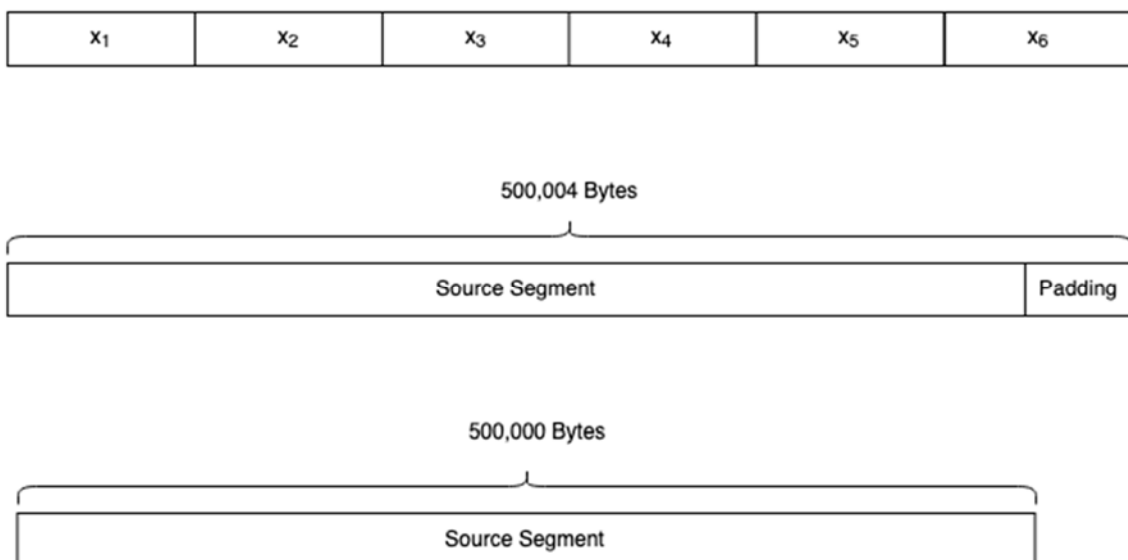 x₁ x₂ x₃ x₄ x₅ x₆
500,004 Bytes
Source Segment Padding
500,000 Bytes
Source Segment